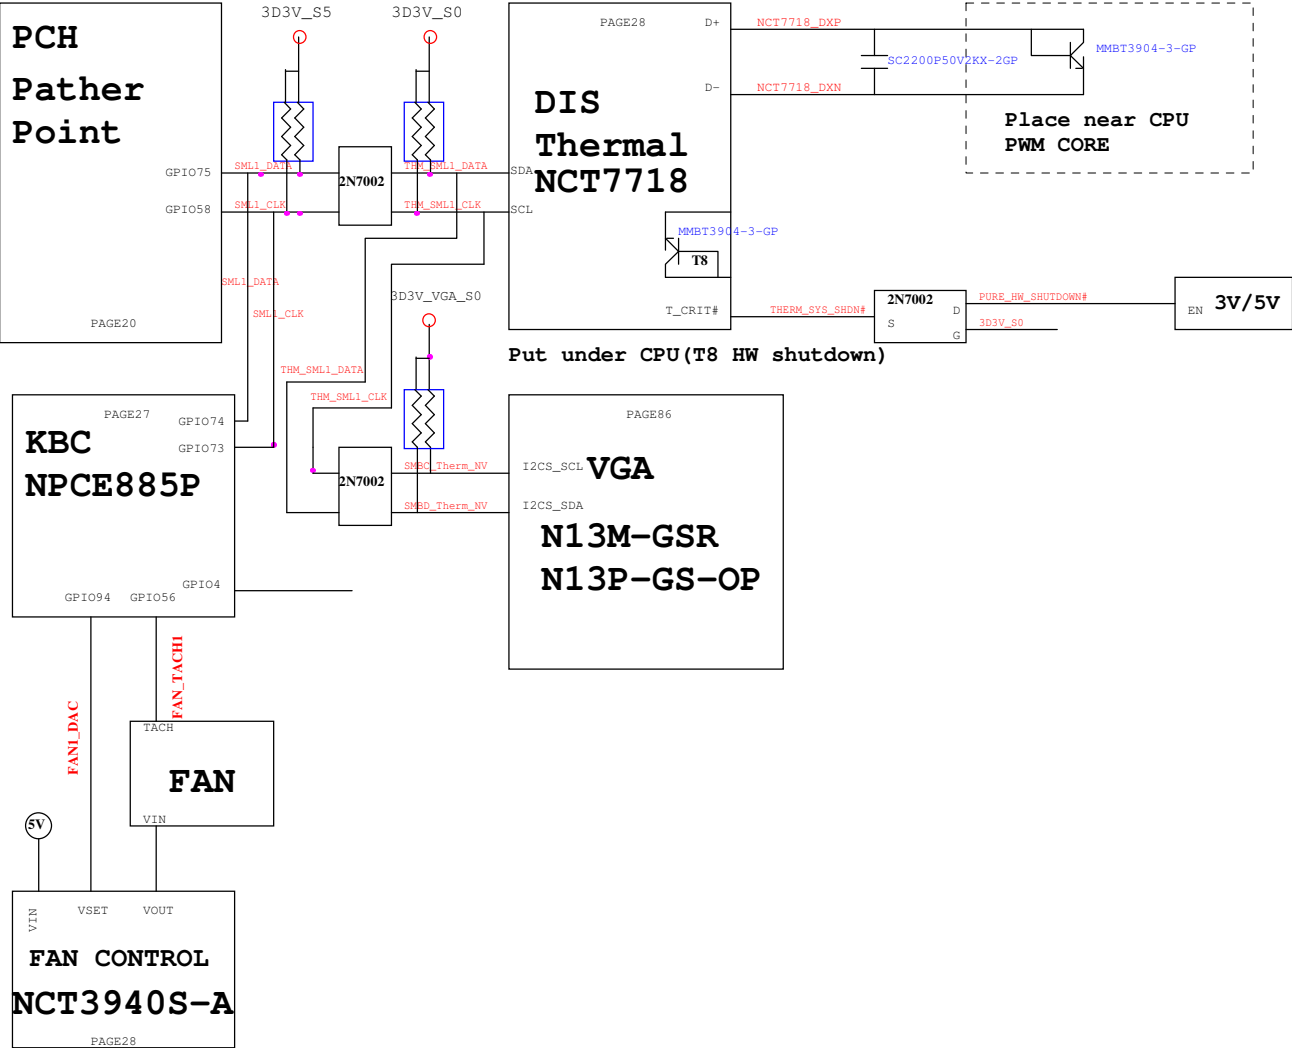 3D3V_S5
3D3V_S0
PCH
Pather
Point
GPIO75
GPIO58
PAGE20
SML1_DATA
SML1_CLK
2N7002
THM_SML1_DATA
THM_SML1_CLK
PAGE28
DIS
Thermal
NCT7718
SDA
SCL
D+
D-
T_CRIT#
NCT7718_DXP
NCT7718_DXN
SC2200P50V2KX-2GP
MMBT3904-3-GP
Place near CPU
PWM CORE
MMBT3904-3-GP
T8
THERM_SYS_SHDN#
2N7002
S
D
G
PURE_HW_SHUTDOWN#
3D3V_S0
EN
3V/5V
Put under CPU(T8 HW shutdown)
SML1_DATA
SML1_CLK
3D3V_VGA_S0
THM_SML1_DATA
THM_SML1_CLK
PAGE27
KBC
NPCE885P
GPIO74
GPIO73
GPIO4
GPIO94
GPIO56
2N7002
SMBC_Therm_NV
SMBD_Therm_NV
PAGE86
I2CS_SCL
VGA
I2CS_SDA
N13M-GSR
N13P-GS-OP
FAN1_DAC
FAN_TACH1
TACH
FAN
VIN
5V
VIN
VSET
VOUT
FAN CONTROL
NCT3940S-A
PAGE28